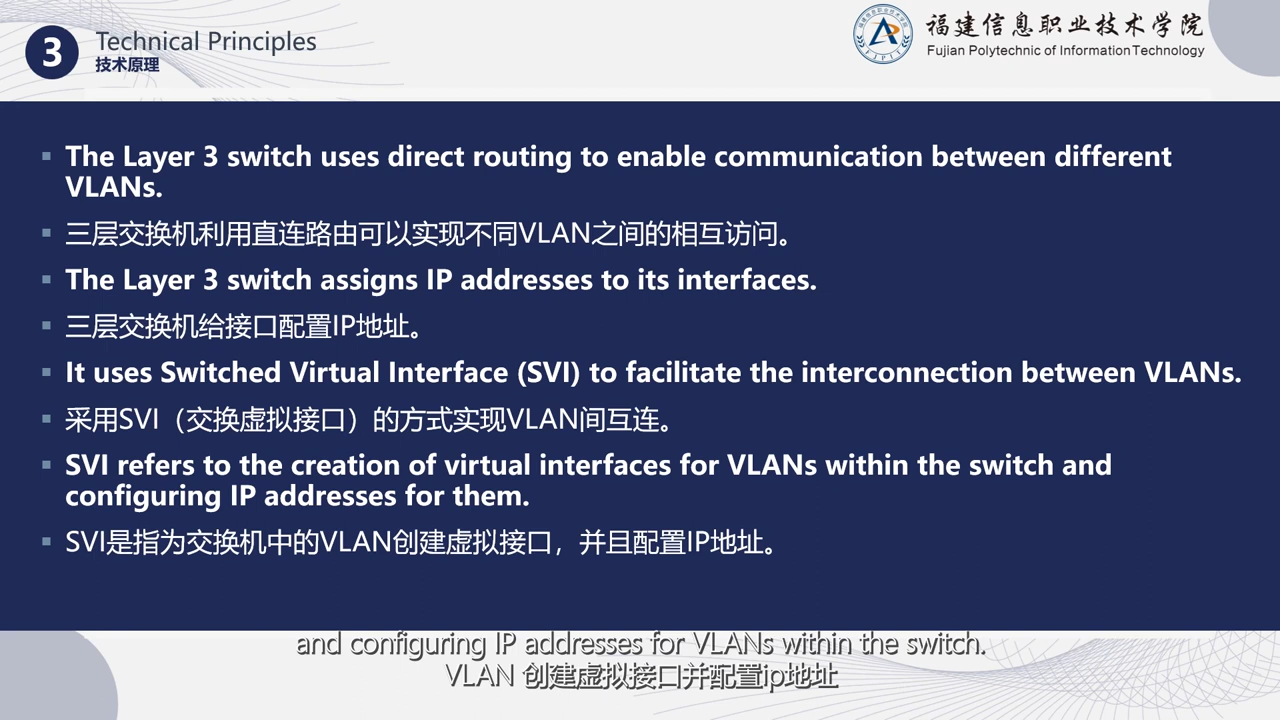 3
Technical Principles
技术原理
福建信息职业技术学院
Fujian Polytechnic of Information Technology
The Layer 3 switch uses direct routing to enable communication between different
VLANs.
三层交换机利用直连路由可以实现不同VLAN之间的相互访问。
The Layer 3 switch assigns IP addresses to its interfaces.
三层交换机给接口配置IP地址。
It uses Switched Virtual Interface (SVI) to facilitate the interconnection between VLANs.
采用SVI（交换虚拟接口）的方式实现VLAN间互连。
SVI refers to the creation of virtual interfaces for VLANs within the switch and
configuring IP addresses for them.
SVI是指为交换机中的VLAN创建虚拟接口，并且配置IP地址。
and configuring IP addresses for VLANs within the switch.
VLAN 创建虚拟接口并配置ip地址